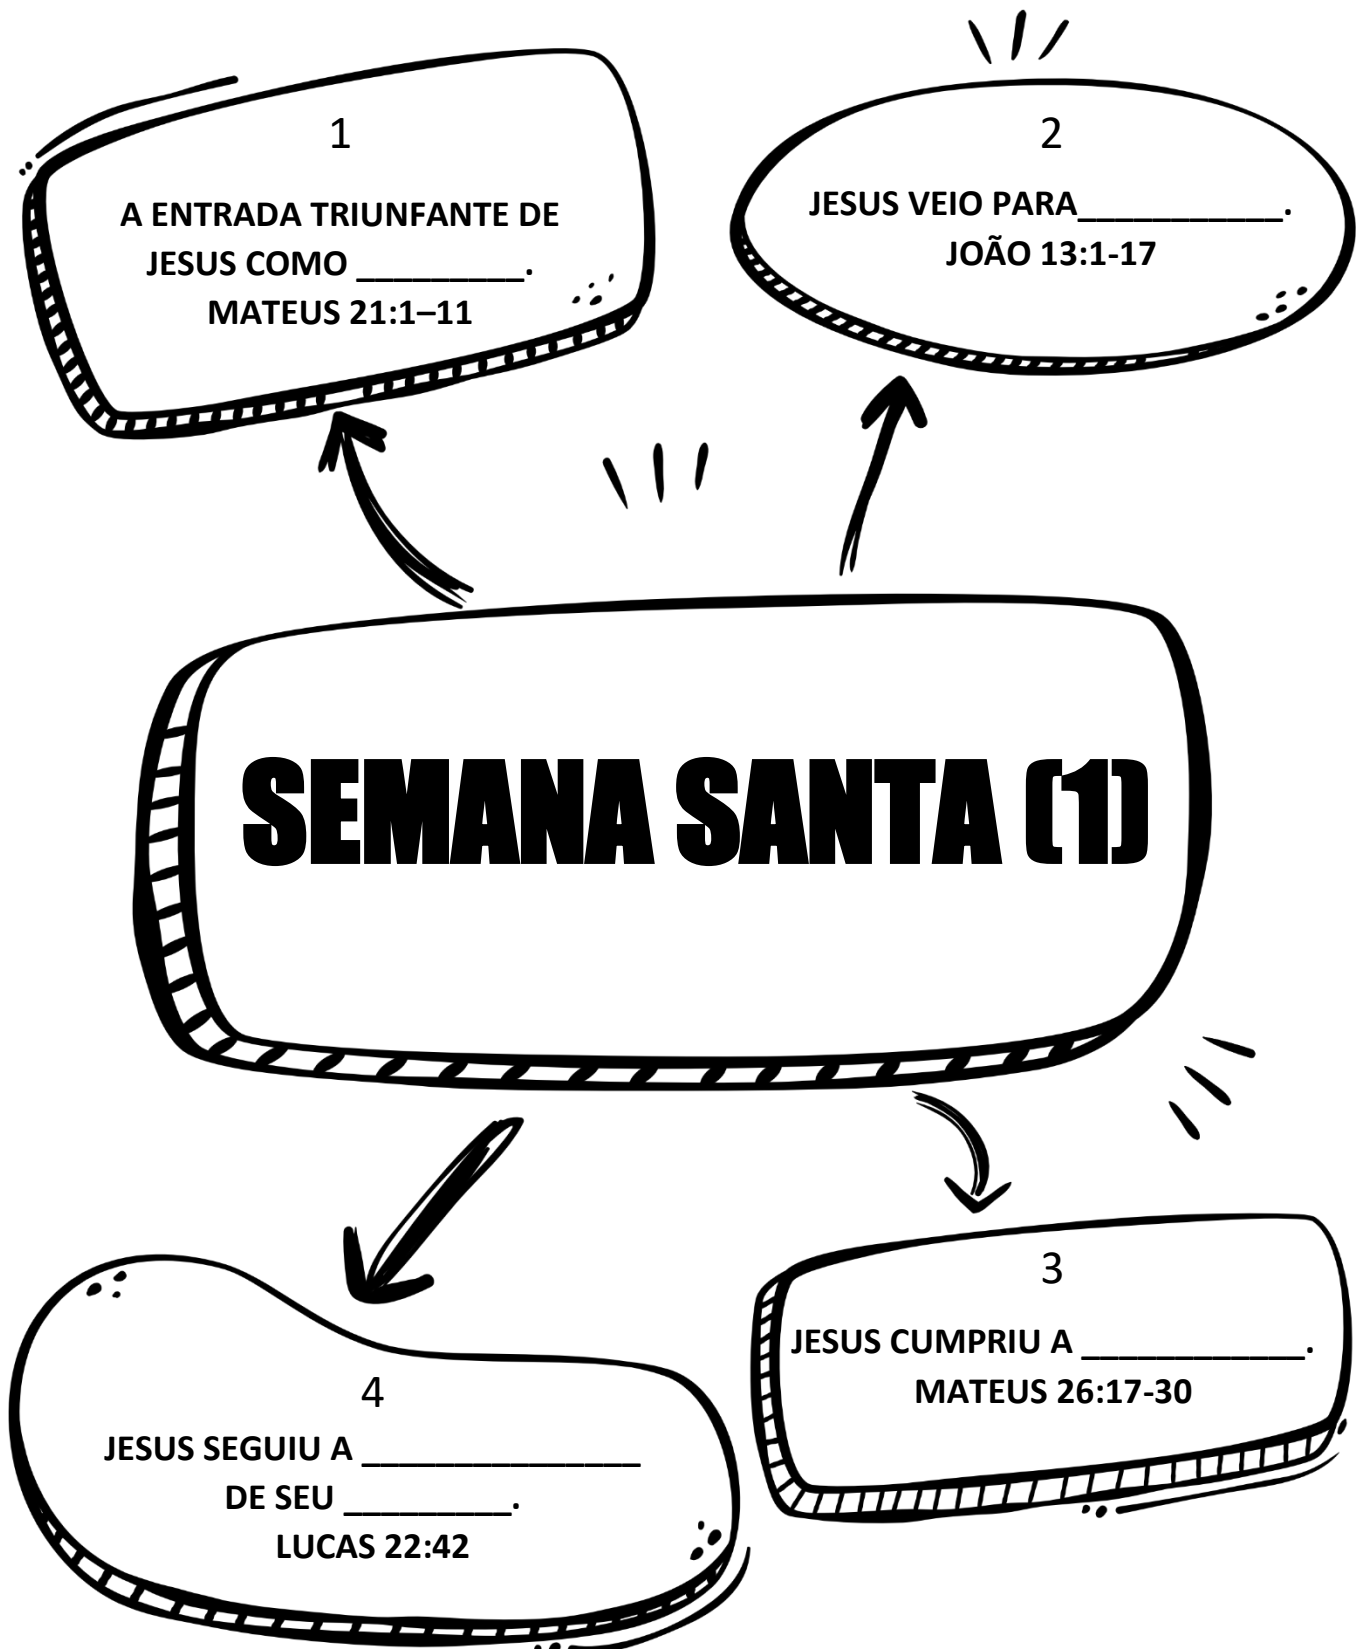 1
A ENTRADA TRIUNFANTE DE
JESUS COMO _________.
MATEUS 21:1–11
2
JESUS VEIO PARA___________.
JOÃO 13:1-17
SEMANA SANTA (1)
3
JESUS CUMPRIU A ____________.
MATEUS 26:17-30
4
JESUS SEGUIU A _______________
DE SEU _________.
LUCAS 22:42